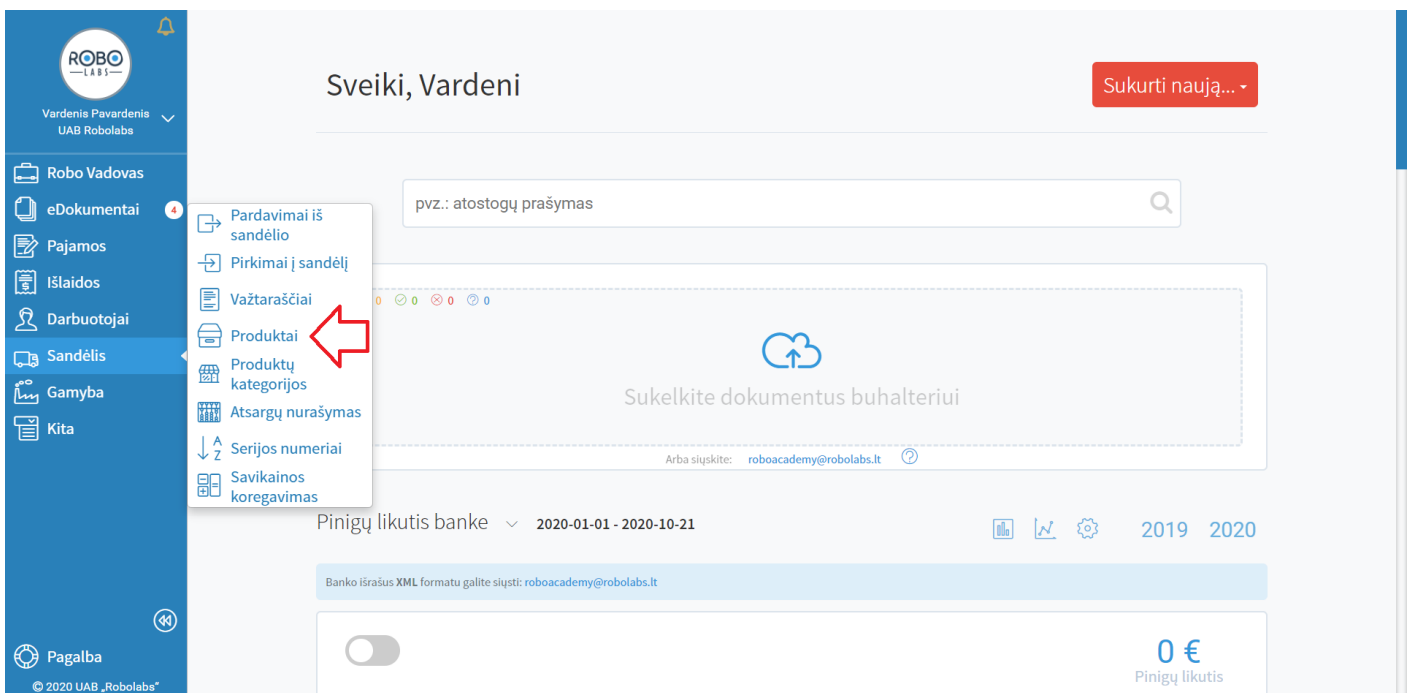 ROBO
LABS
Vardenis Pavardenis
UAB Robolabs
Robo Vadovas
eDokumentai 4
Pajamos
Išlaidos
Darbuotojai
Sandėlis
Gamyba
Kita
Pagalba
© 2020 UAB „Robolabs“
Pardavimai iš
sandėlio
Pirkimai į sandėlį
Važtaraščiai
Produktai
Produktų
kategorijos
Atsargų nurašymas
A
Z
Serijos numeriai
Savikainos
koregavimas
Sveiki, Vardeni
Sukurti naują...
pvz.: atostogų prašymas
0 0 0 0
Sukelkite dokumentus buhalteriui
Arba siųskite: roboacademy@robolabs.lt
Pinigų likutis banke 2020-01-01 - 2020-10-21 2019 2020
Banko išrašus XML formatu galite siųsti: roboacademy@robolabs.lt
0 €
Pinigų likutis